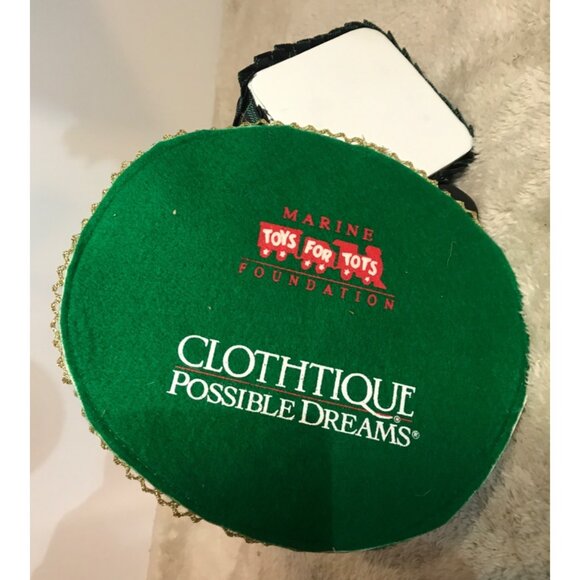 MARINE
TOYS FOR TOTS
FOUNDATION
CLOTHTIQUE®
POSSIBLE DREAMS®